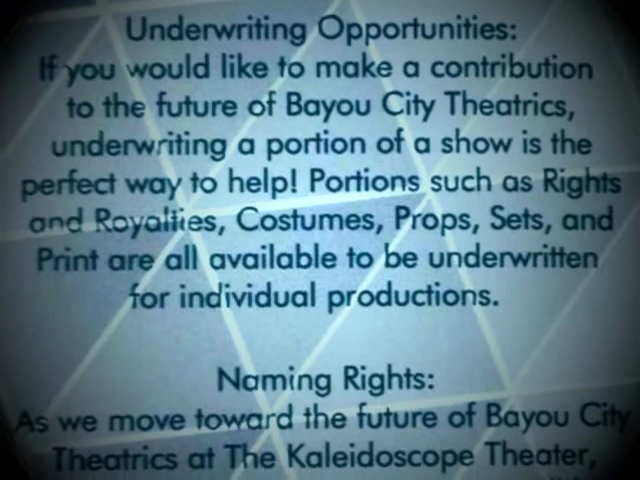 Underwriting Opportunities:
If you would like to make a contribution
to the future of Bayou City Theatrics,
underwriting a portion of a show is the
perfect way to help! Portions such as Rights
and Royalties, Costumes, Props, Sets, and
Print are all available to be underwritten
for individual productions.
Naming Rights:
As we move toward the future of Bayou City
Theatrics at The Kaleidoscope Theater,